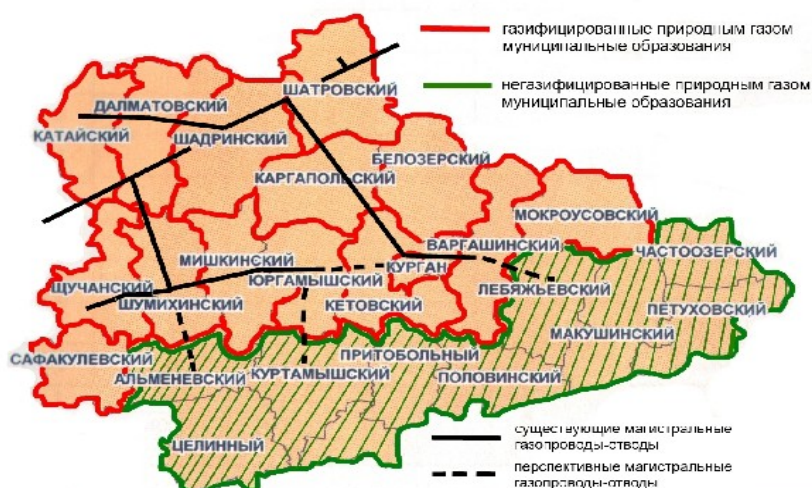 газифицированные природным газом
муниципальные образования
ШАТРОВСКИЙ
негазифицированные природным газом
муниципальные образования
ДАЛМАТОВСКИЙ
КАТАЙСКИЙ
ШАДРИНСКИЙ
БЕЛОЗЕРСКИЙ
КАРГАПОЛЬСКИЙ
МОКРОУСОВСКИЙ
ВАРГАШИНСКИЙ
ЧАСТООЗЕРСКИЙ
МИШКИНСКИЙ
КУРГАН
ЮРГАМЫШСКИЙ
ЩУЧАНСКИЙ
ЛЕБЯЖЬЕВСКИЙ
ШУМИХИНСКИЙ
КЕТОВСКИЙ
ПЕТУХОВСКИЙ
МАКУШИНСКИЙ
САФАКУЛЕВСКИЙ
ПРИТОБОЛЬНЫЙ
АЛЬМЕНЕВСКИЙ
КУРТАМЫШСКИЙ
ПОЛОВИНСКИЙ
ЦЕЛИННЫЙ
существующие магистральные
газопроводы-отводы
перспективные магистральные
газопроводы-отводы